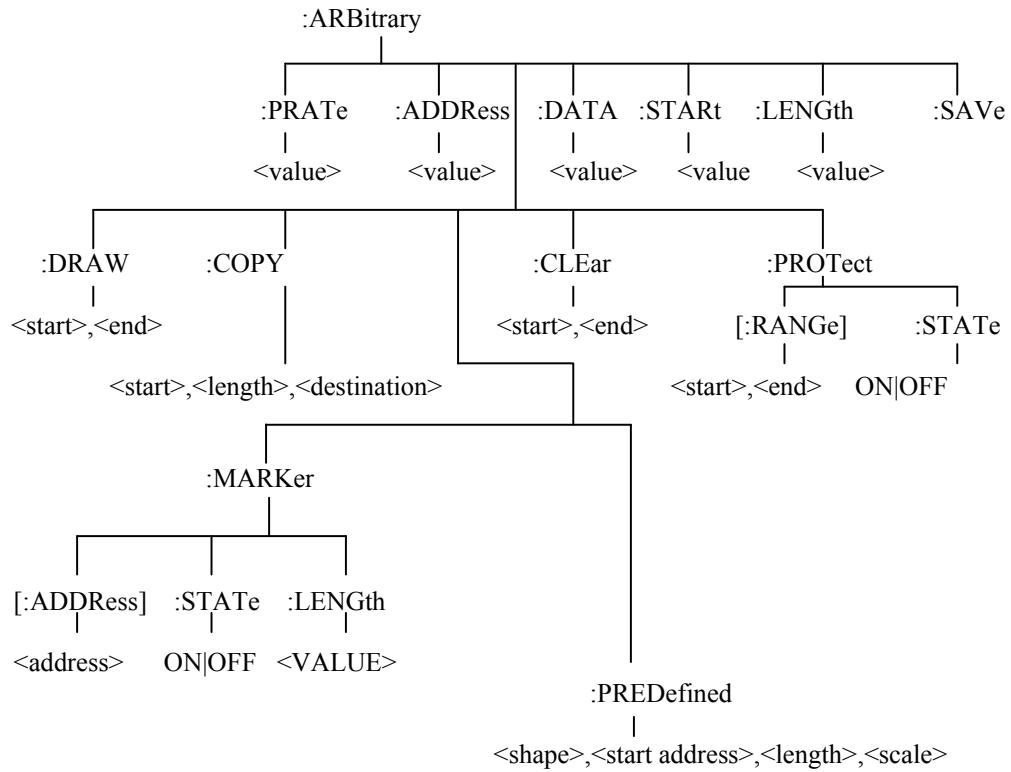 :ARBitrary
:PRATe :ADDRess :DATA :STARt :LENGth :SAVe
<value> <value> <value> <value <value>
:DRAW :COPY :CLEar :PROTect
<start>,<end> <start>,<end> [:RANGe] :STATe
<start>,<length>,<destination> <start>,<end> ON|OFF
:MARKer
[:ADDRess] :STATe :LENGth
<address> ON|OFF <VALUE>
:PREDefined
<shape>,<start address>,<length>,<scale>